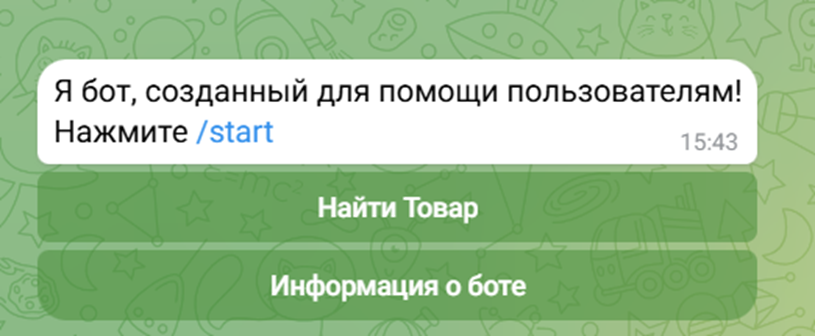 Я бот, созданный для помощи пользователям!
Нажмите /start
15:43
Найти Товар
Информация о боте